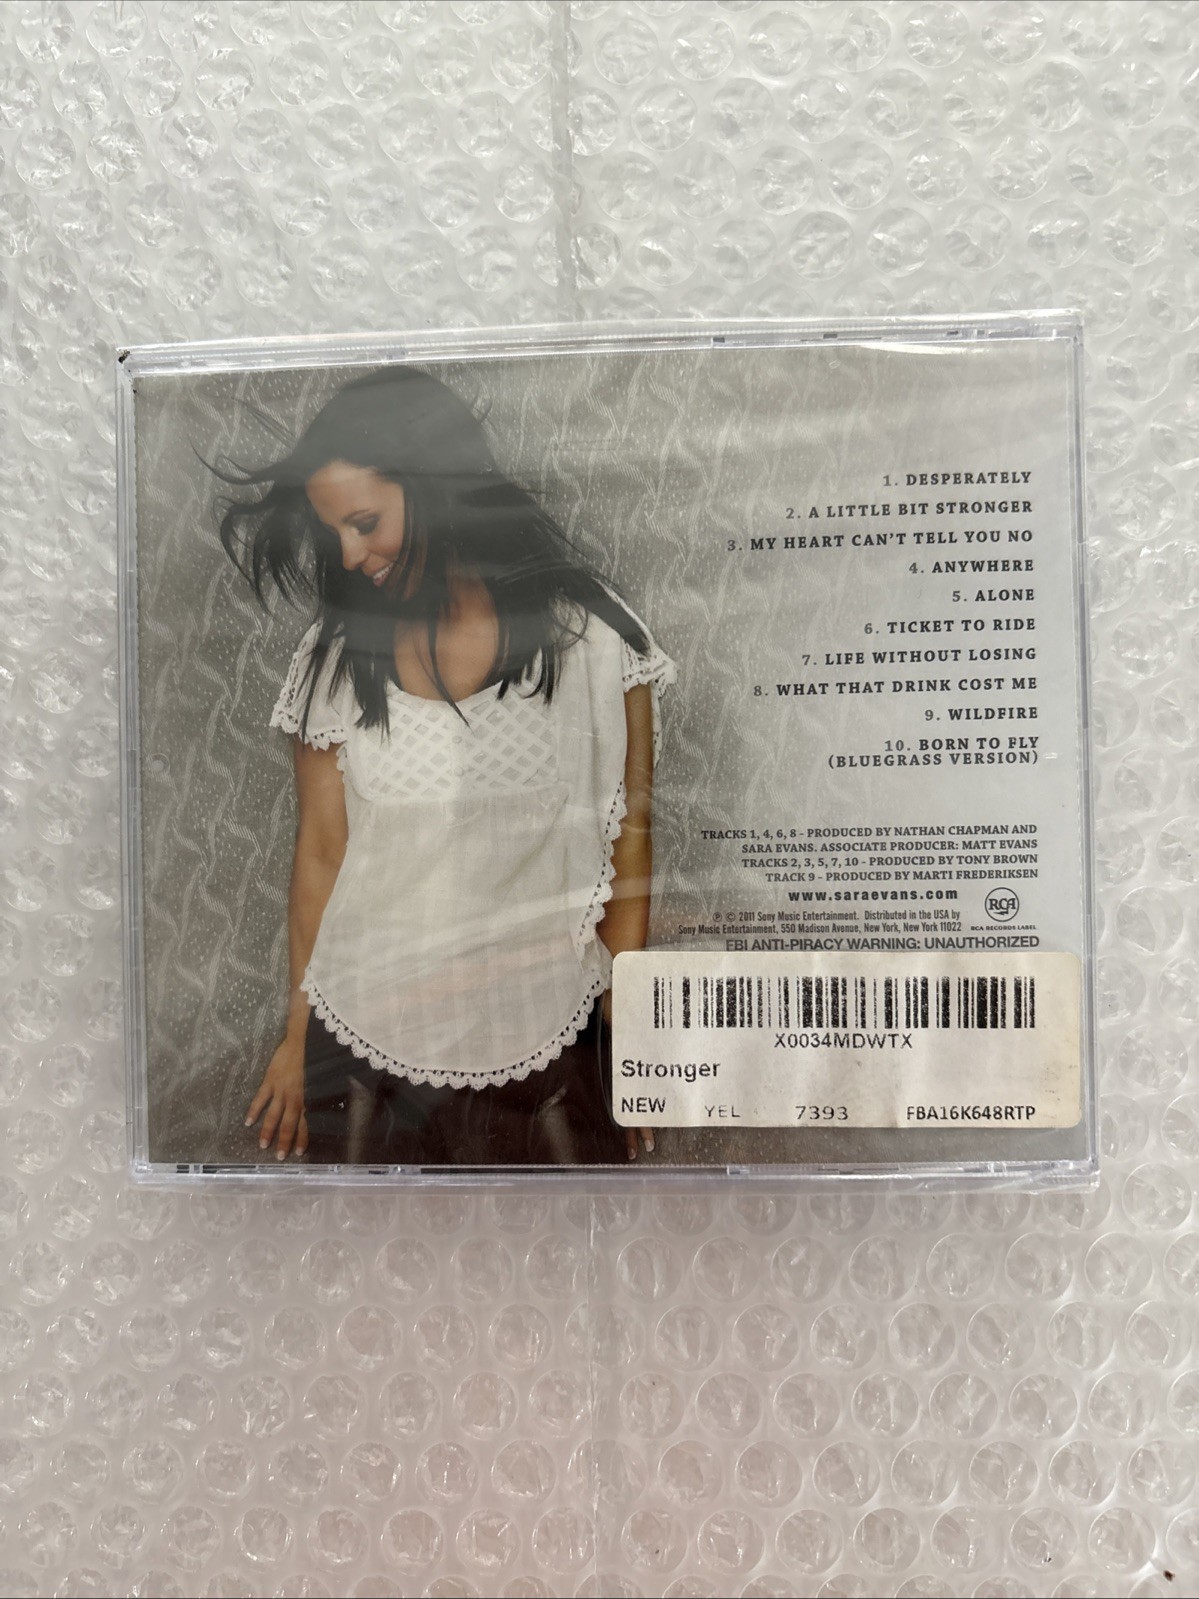 1. DESPERATELY
2. A LITTLE BIT STRONGER
3. MY HEART CAN'T TELL YOU NO
4. ANYWHERE
5. ALONE
6. TICKET TO RIDE
7. LIFE WITHOUT LOSING
8. WHAT THAT DRINK COST ME
9. WILDFIRE
10. BORN TO FLY
(BLUEGRASS VERSION)
TRACKS 1, 4, 6, 8 - PRODUCED BY NATHAN CHAPMAN AND
SARA EVANS. ASSOCIATE PRODUCER: MATT EVANS
TRACKS 2, 3, 5, 7, 10 - PRODUCED BY TONY BROWN
TRACK 9 - PRODUCED BY MARTI FREDERIKSEN
www.saraevans.com
RCA
RCA RECORDS LABEL
℗ © 2011 Sony Music Entertainment. Distributed in the USA by
Sony Music Entertainment, 550 Madison Avenue, New York, New York 11022
FBI ANTI-PIRACY WARNING: UNAUTHORIZED
X0034MDWTX
Stronger
NEW YEL 7393 FBA16K648RTP